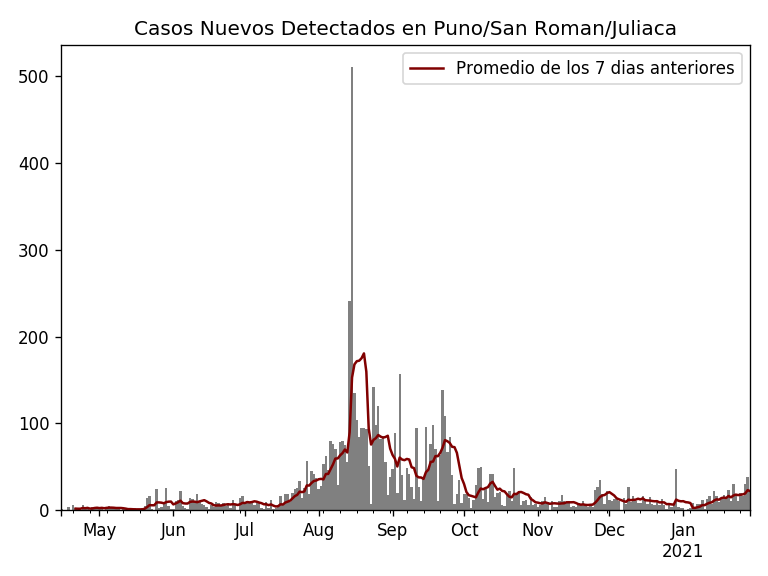 Casos Nuevos Detectados en Puno/San Roman/Juliaca
Promedio de los 7 dias anteriores
500
400
300
200
100
0
May Jun Jul Aug Sep Oct Nov Dec Jan
2021